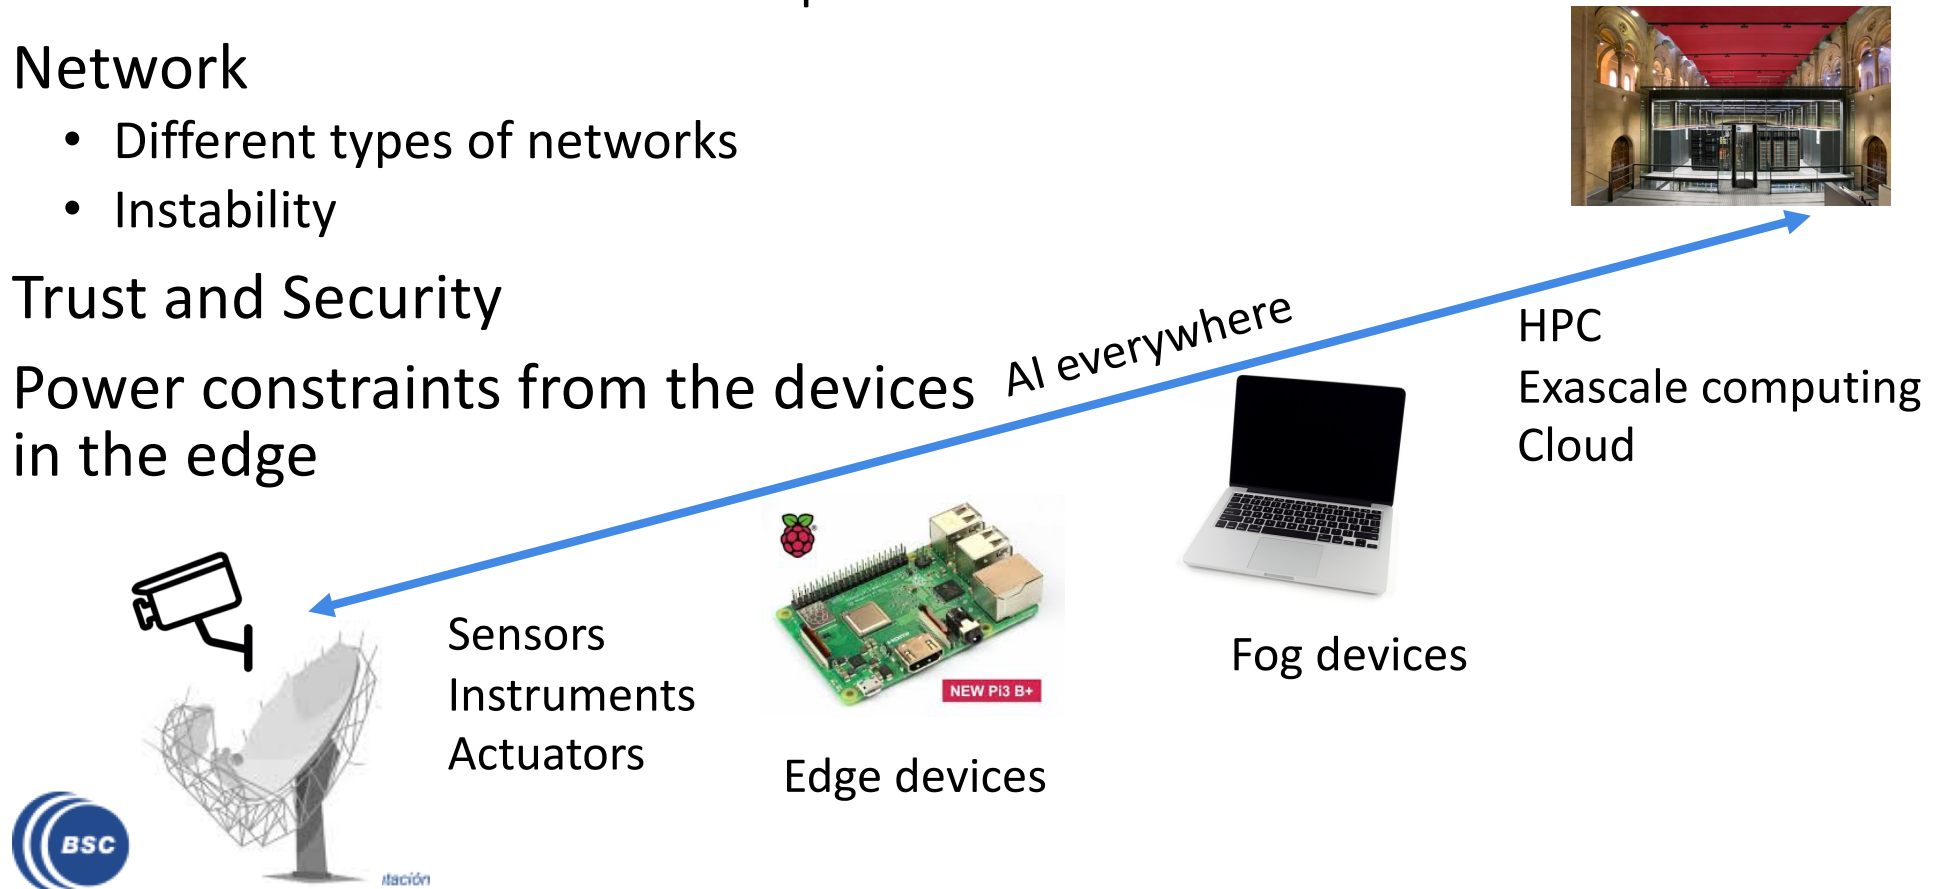 Network
• Different types of networks
• Instability
Trust and Security
Power constraints from the devices
in the edge
AI everywhere
HPC
Exascale computing
Cloud
Sensors
Instruments
Actuators
NEW Pi3 B+
Edge devices
Fog devices
BSC